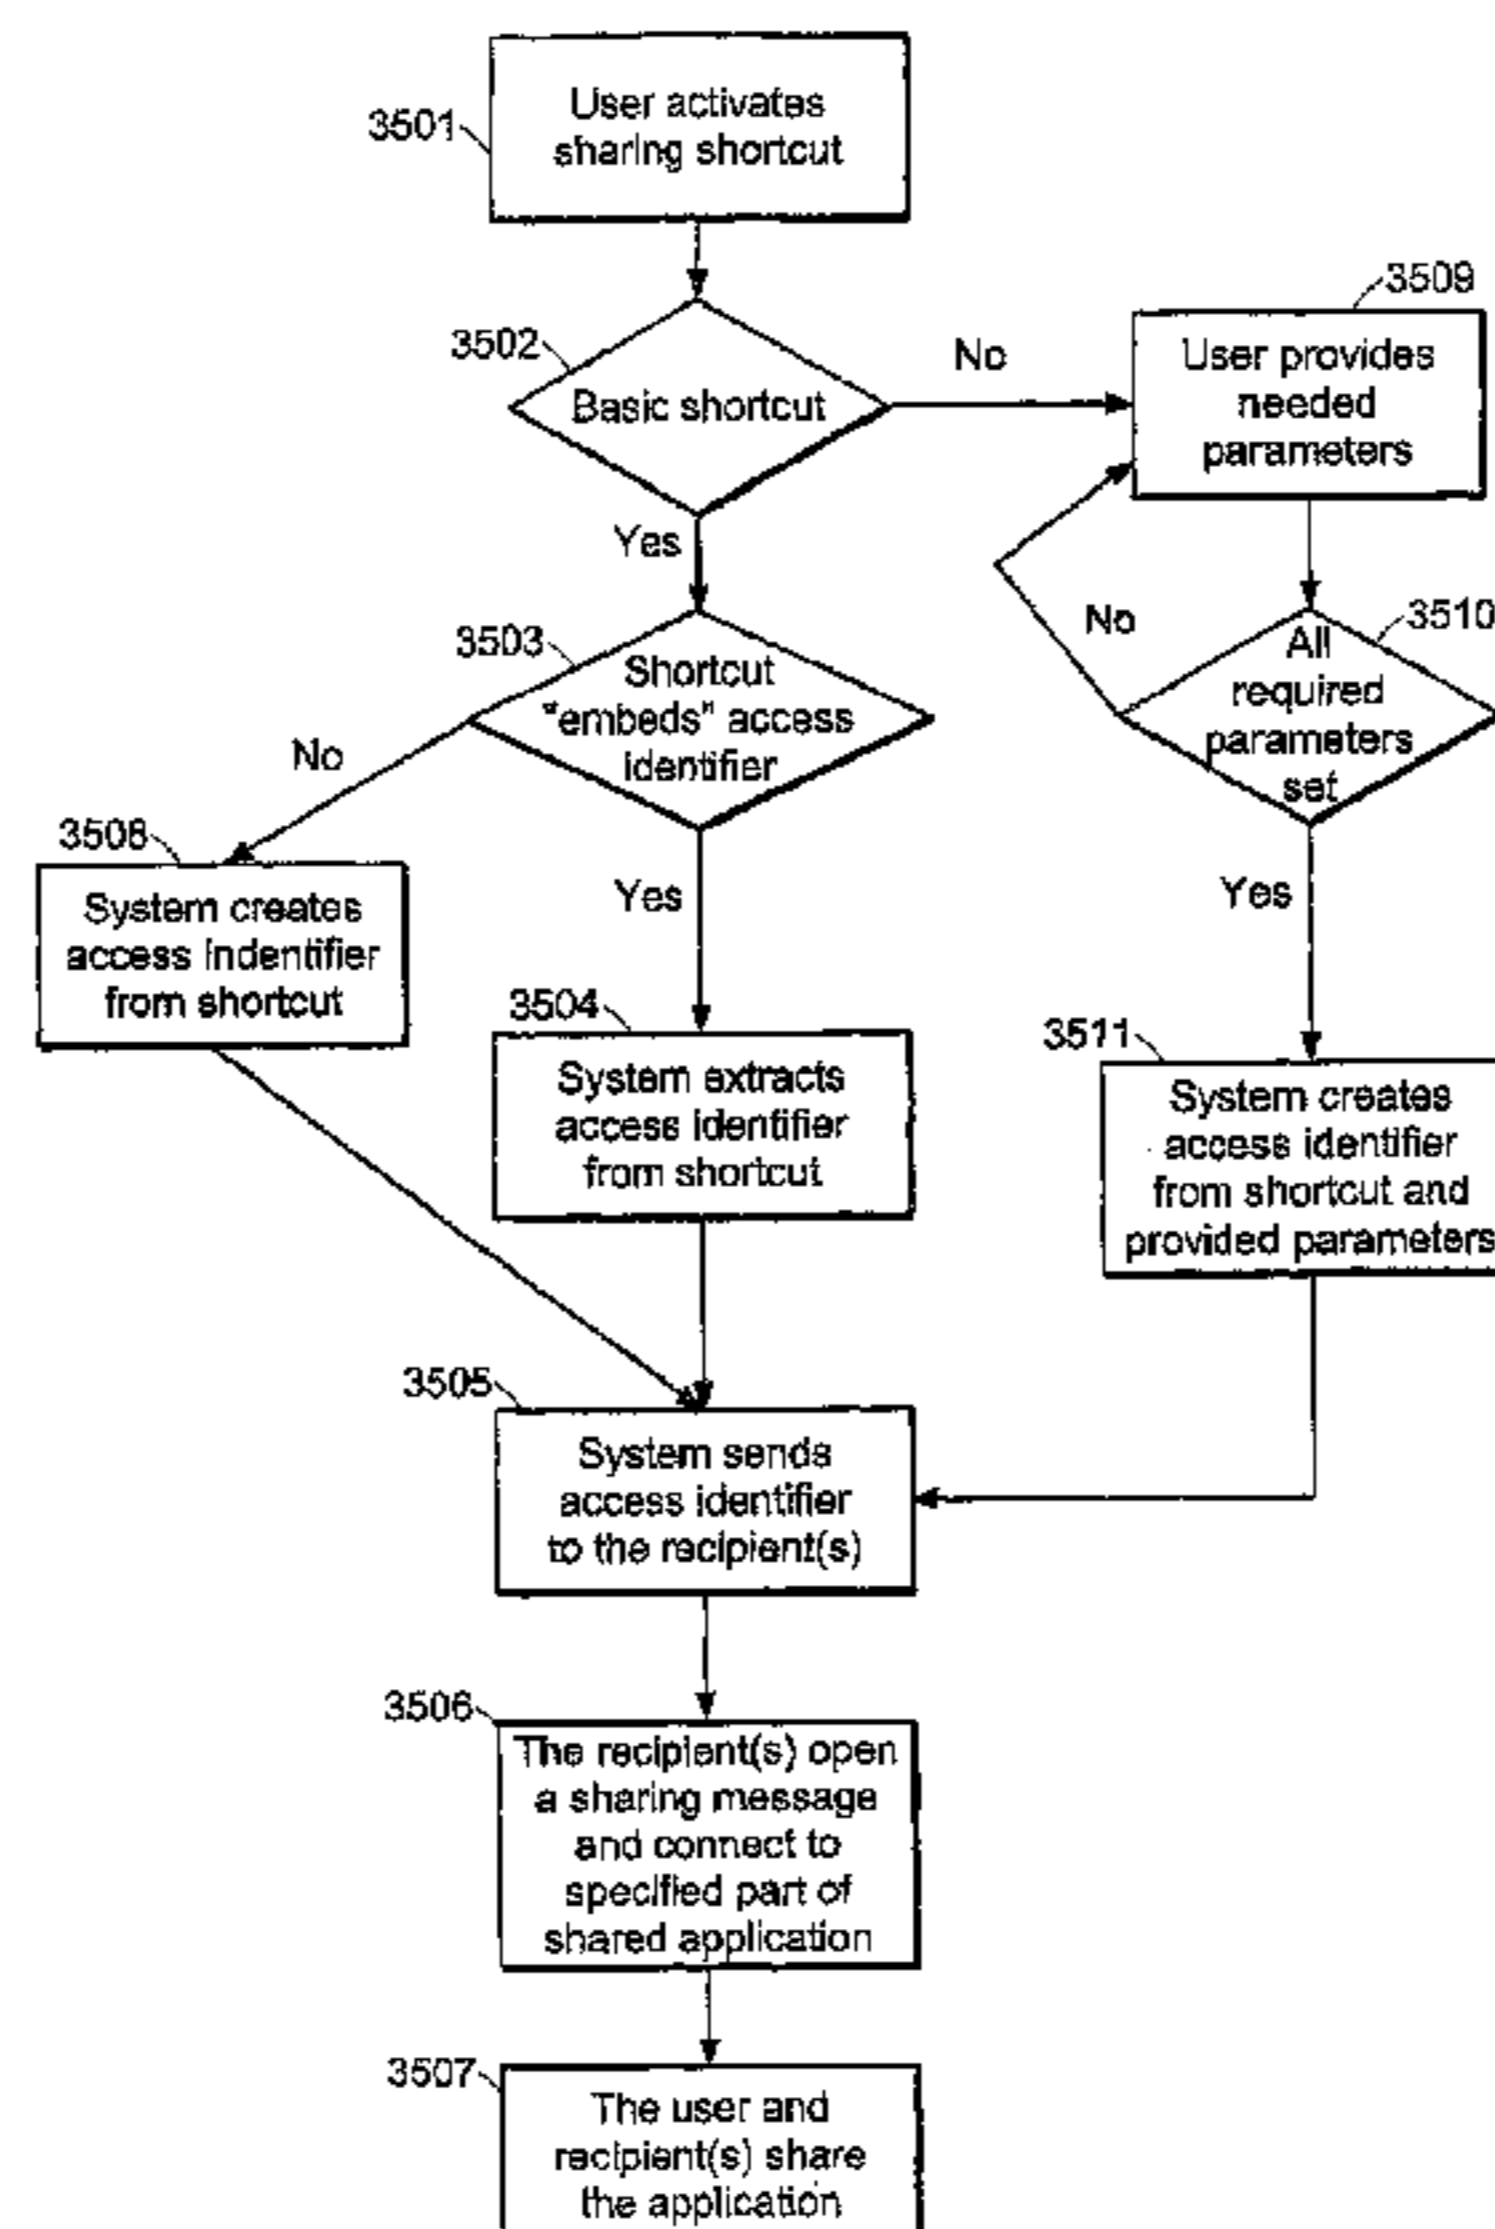 3501
User activates
sharing shortcut
3502
Basic shortcut
No
3509
User provides
needed
parameters
Yes
3503
Shortcut
"embeds" access
identifier
No
3510
All
required
parameters
set
No
3508
System creates
access indentifier
from shortcut
Yes
3504
System extracts
access identifier
from shortcut
Yes
3511
System creates
access identifier
from shortcut and
provided parameters
3505
System sends
access identifier
to the recipient(s)
3506
The recipient(s) open
a sharing message
and connect to
specified part of
shared application
3507
The user and
recipient(s) share
the application